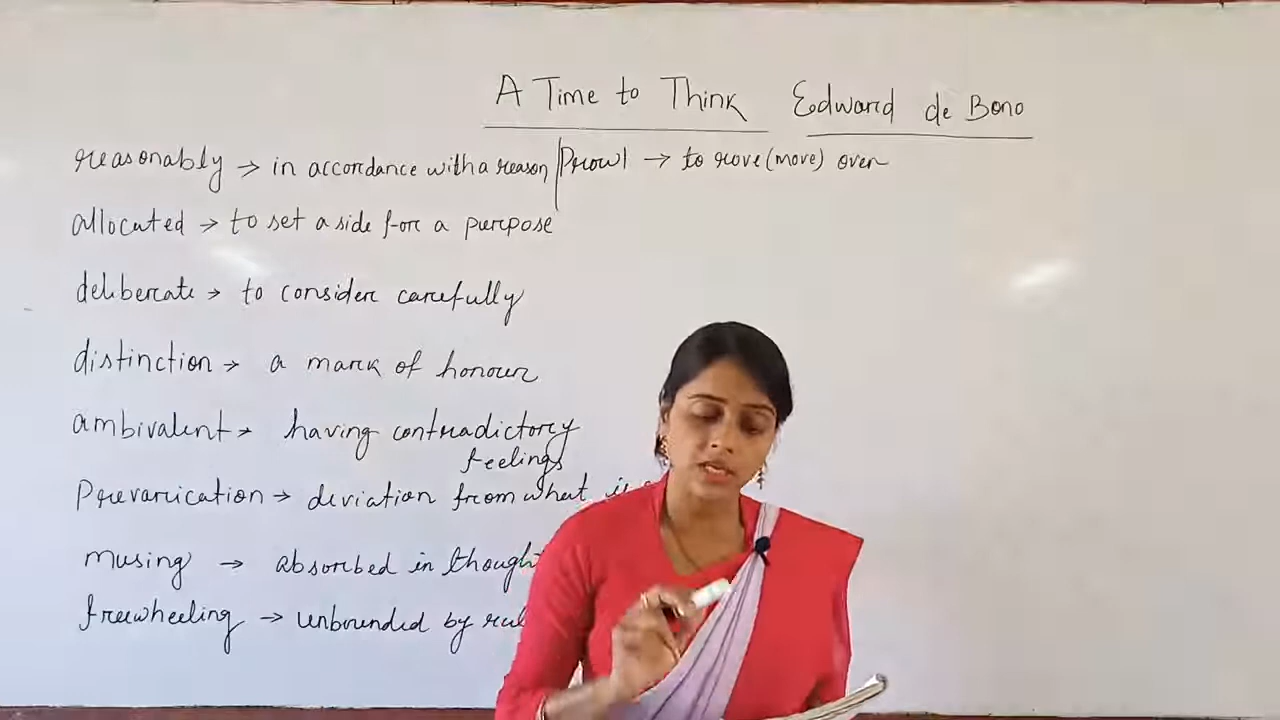 A Time to Think Edward de Bono
reasonably → in accordance with a reason | Prowl → to rove (move) over
allocated → to set a side for a purpose
deliberate → to consider carefully
distinction → a mark of honour
ambivalent → having contradictory
feelings
Prevarication → deviation from what
musing → absorbed in thought
freewheeling → unbounded by